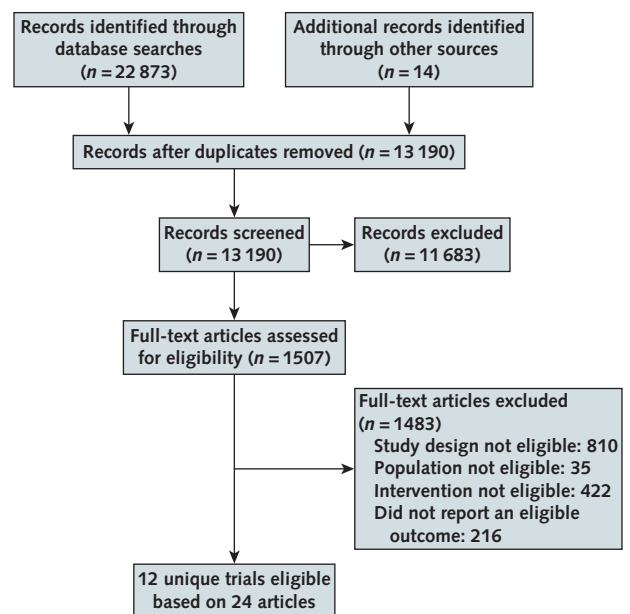 Records identified through
database searches
(n = 22 873)
Additional records identified
through other sources
(n = 14)
Records after duplicates removed (n = 13 190)
Records screened
(n = 13 190)
Records excluded
(n = 11 683)
Full-text articles assessed
for eligibility (n = 1507)
Full-text articles excluded
(n = 1483)
Study design not eligible: 810
Population not eligible: 35
Intervention not eligible: 422
Did not report an eligible
outcome: 216
12 unique trials eligible
based on 24 articles